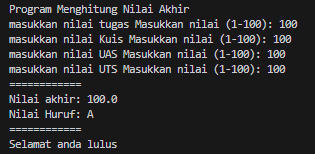 Program Menghitung Nilai Akhir
masukkan nilai tugas Masukkan nilai (1-100): 100
masukkan nilai Kuis Masukkan nilai (1-100): 100
masukkan nilai UAS Masukkan nilai (1-100): 100
masukkan nilai UTS Masukkan nilai (1-100): 100
============
Nilai akhir: 100.0
Nilai Huruf: A
============
Selamat anda lulus